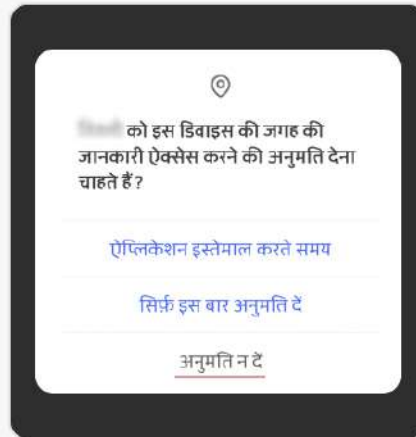 को इस डिवाइस की जगह की
जानकारी ऐक्सेस करने की अनुमति देना
चाहते हैं?
ऐप्लिकेशन इस्तेमाल करते समय
सिर्फ़ इस बार अनुमति दें
अनुमति न दें